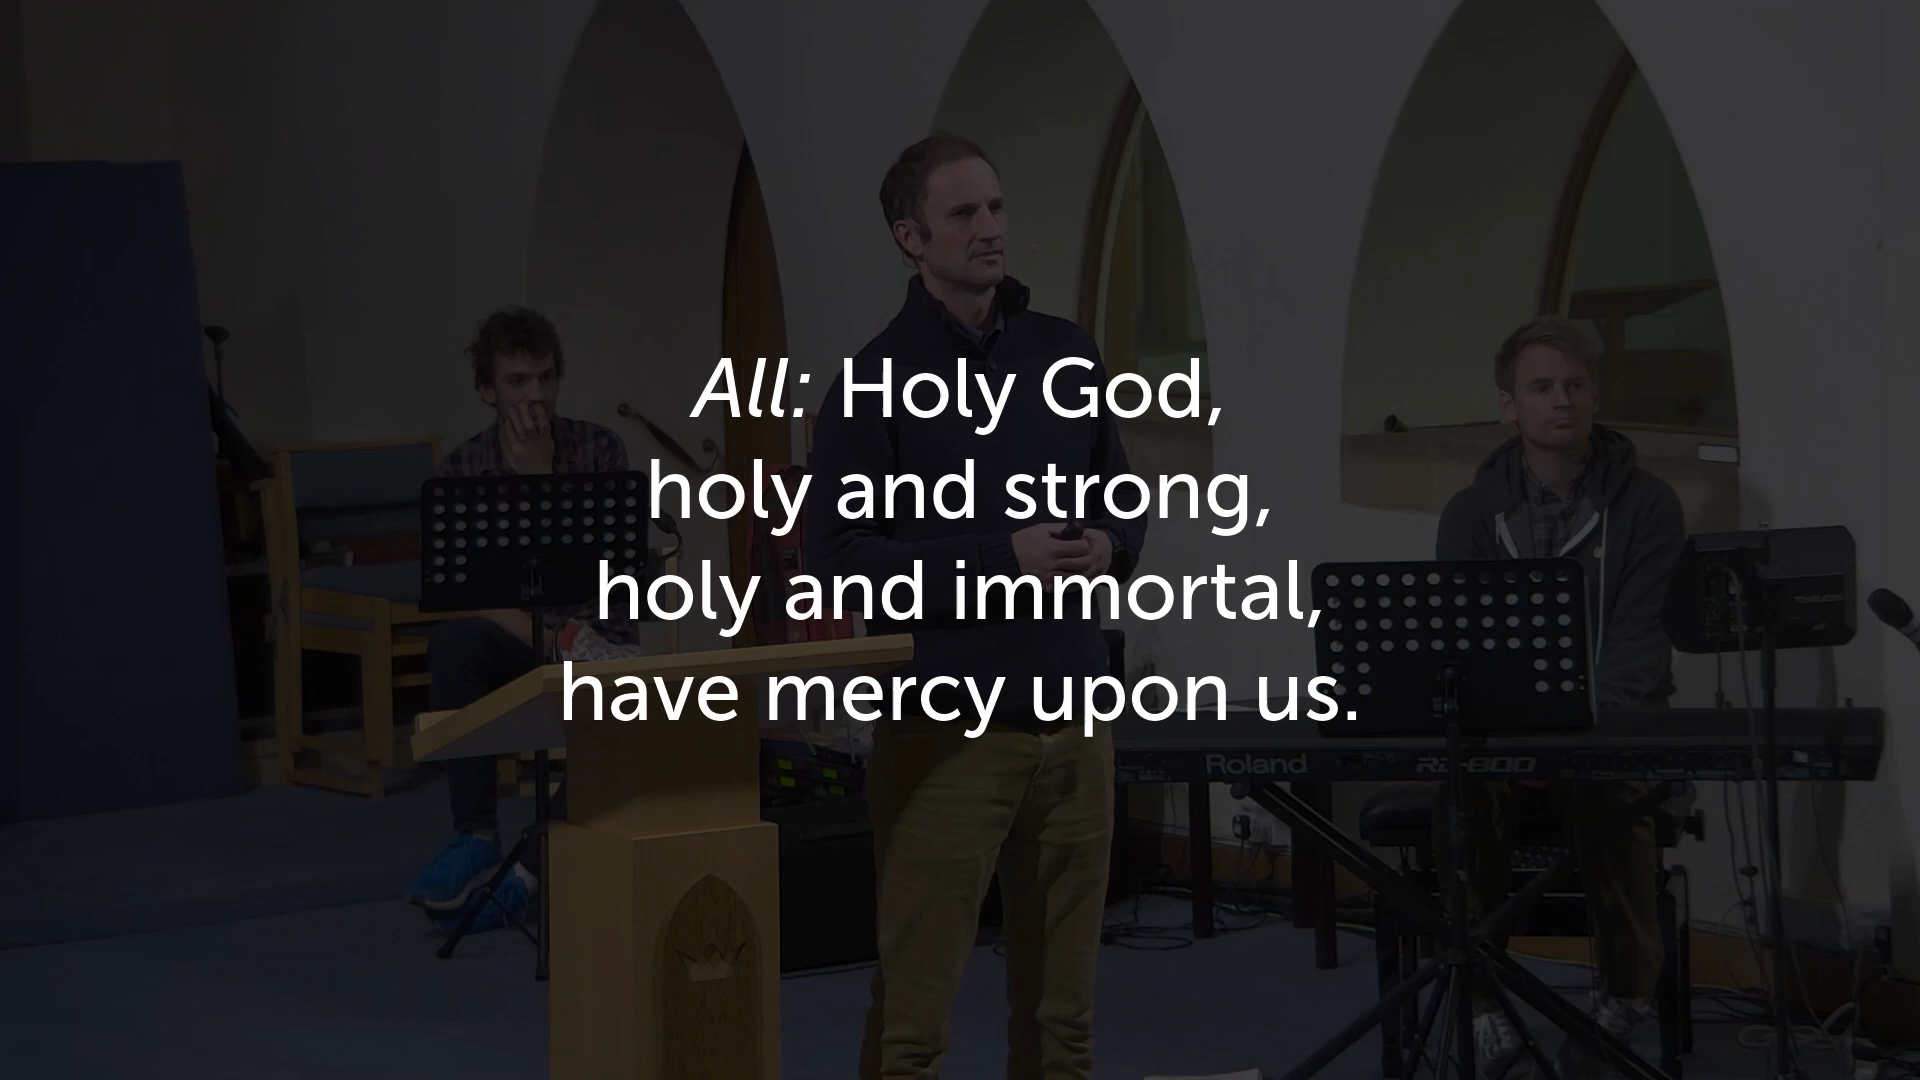 All: Holy God,
holy and strong,
holy and immortal,
have mercy upon us.
Roland RD-800